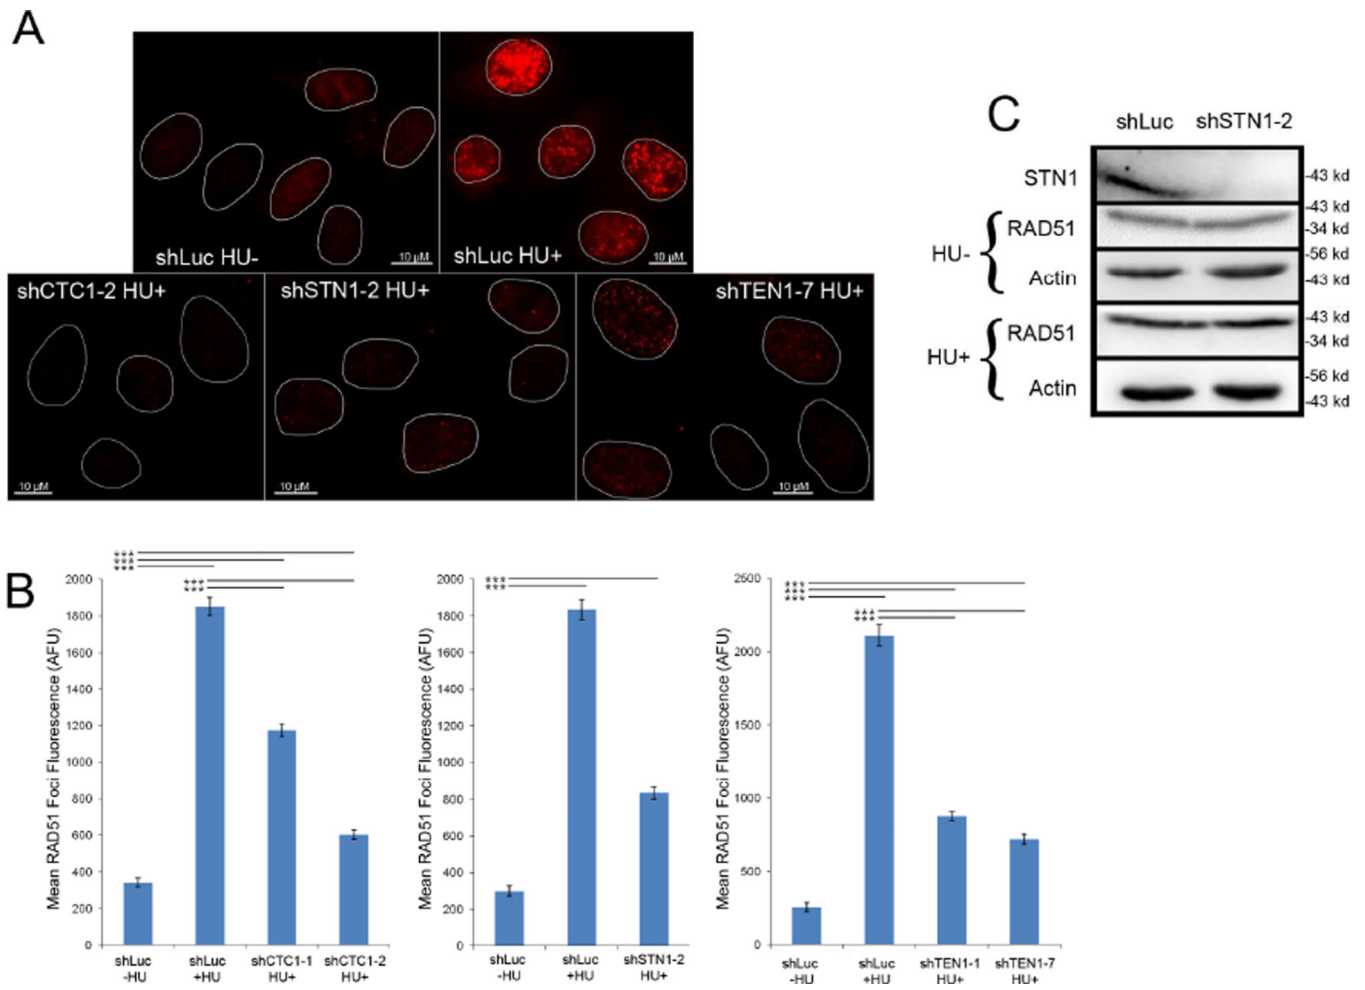 A
shLuc HU-
10 µM
shLuc HU+
10 µM
shCTC1-2 HU+
10 µM
shSTN1-2 HU+
10 µM
shTEN1-7 HU+
10 µM
C
shLuc shSTN1-2
STN1
-43 kd
HU-
RAD51
-43 kd
-34 kd
Actin
-56 kd
-43 kd
HU+
RAD51
-43 kd
-34 kd
Actin
-56 kd
-43 kd
B
Mean RAD51 Foci Fluorescence (AFU)
***
***
***
***
***
2000
1800
1600
1400
1200
1000
800
600
400
200
0
shLuc -HU
shLuc +HU
shCTC1-1 HU+
shCTC1-2 HU+
Mean RAD51 Foci Fluorescence (AFU)
***
***
2000
1800
1600
1400
1200
1000
800
600
400
200
0
shLuc -HU
shLuc +HU
shSTN1-2 HU+
Mean RAD51 Foci Fluorescence (AFU)
***
***
***
***
***
2500
2000
1500
1000
500
0
shLuc -HU
shLuc +HU
shTEN1-1 HU+
shTEN1-7 HU+